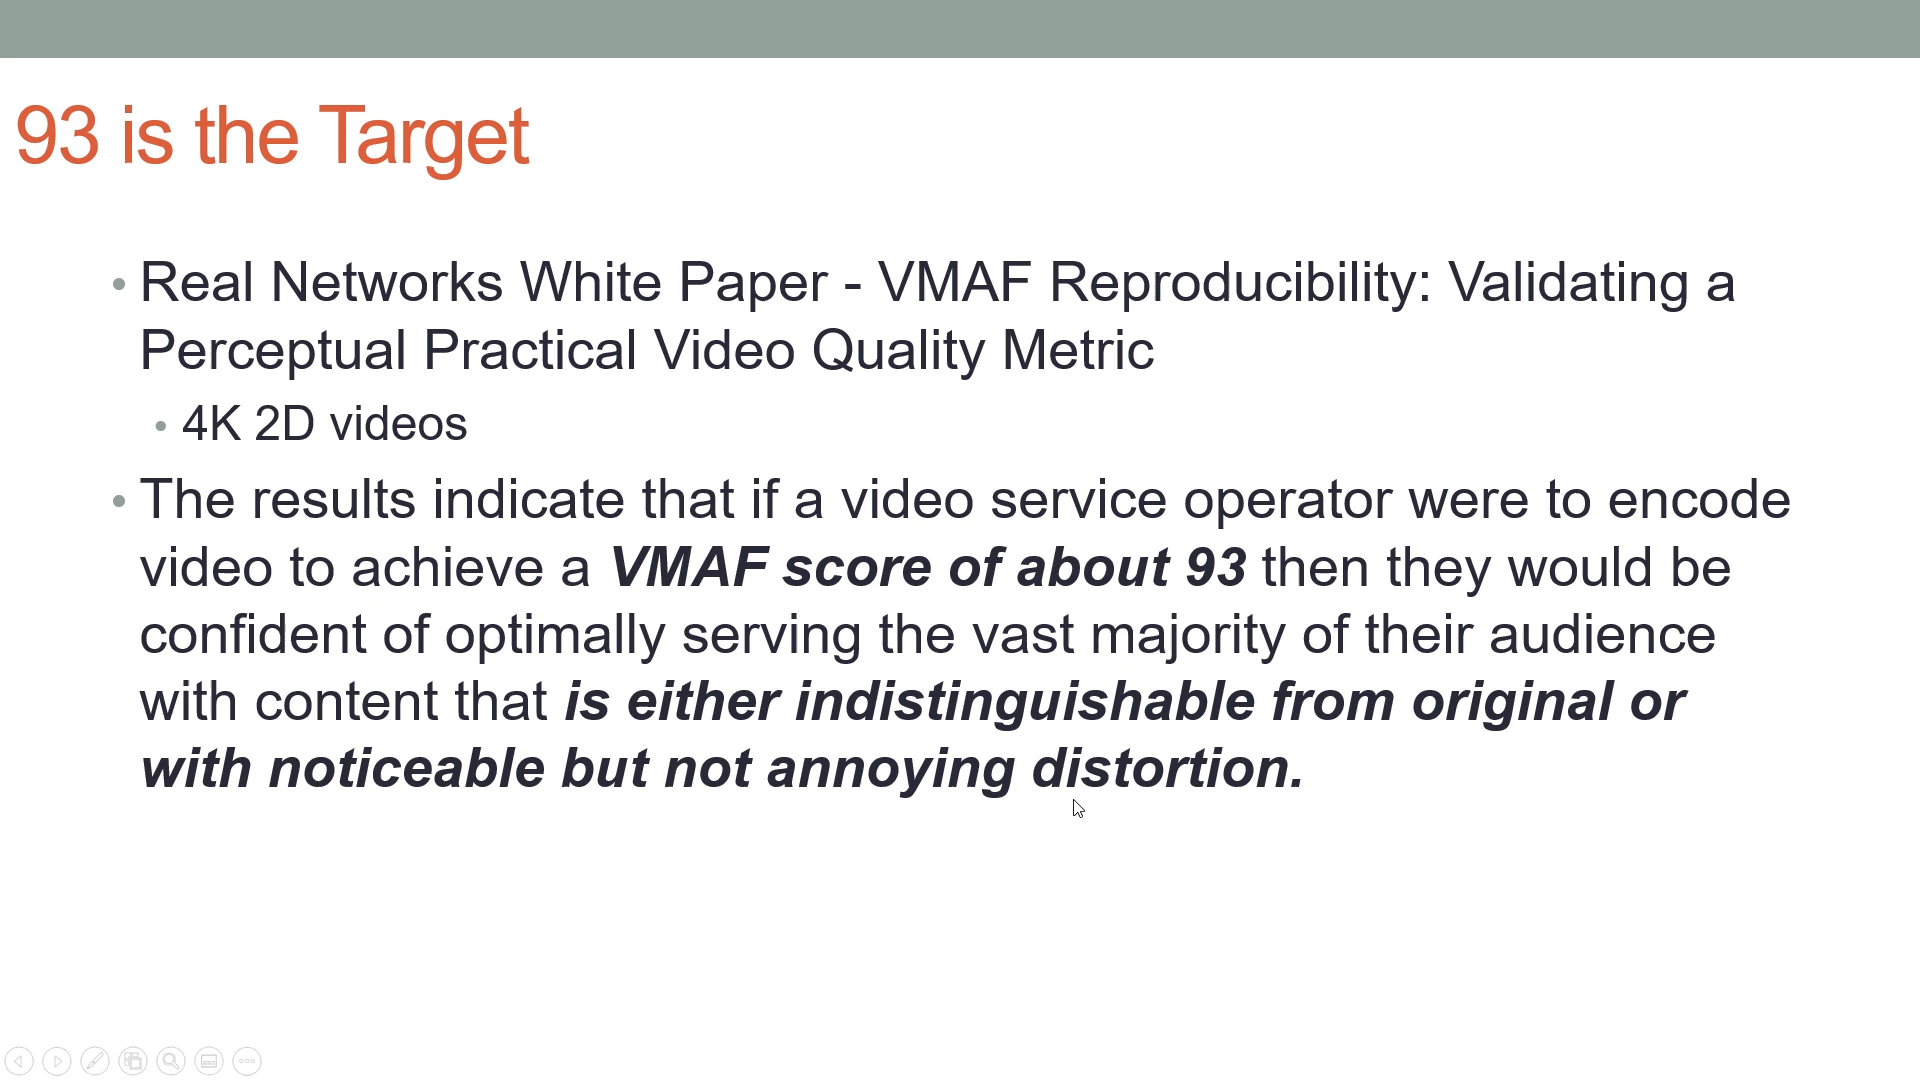 93 is the Target
• Real Networks White Paper - VMAF Reproducibility: Validating a
Perceptual Practical Video Quality Metric
• 4K 2D videos
• The results indicate that if a video service operator were to encode
video to achieve a VMAF score of about 93 then they would be
confident of optimally serving the vast majority of their audience
with content that is either indistinguishable from original or
with noticeable but not annoying distortion.